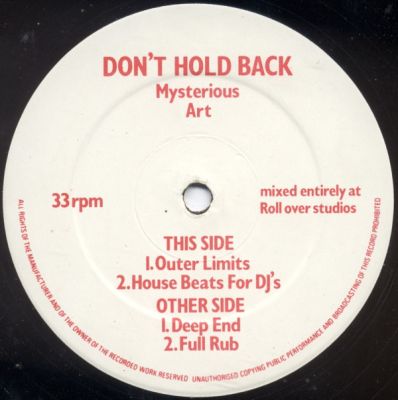 DON'T HOLD BACK
Mysterious
Art
33 rpm
mixed entirely at
Roll over studios
THIS SIDE
1.Outer Limits
2.House Beats For DJ's
OTHER SIDE
1.Deep End
2.Full Rub
ALL RIGHTS OF THE MANUFACTURER AND OF THE OWNER OF THE RECORDED WORK RESERVED UNAUTHORISED COPYING PUBLIC PERFORMANCE AND BROADCASTING OF THIS RECORD PROHIBITED